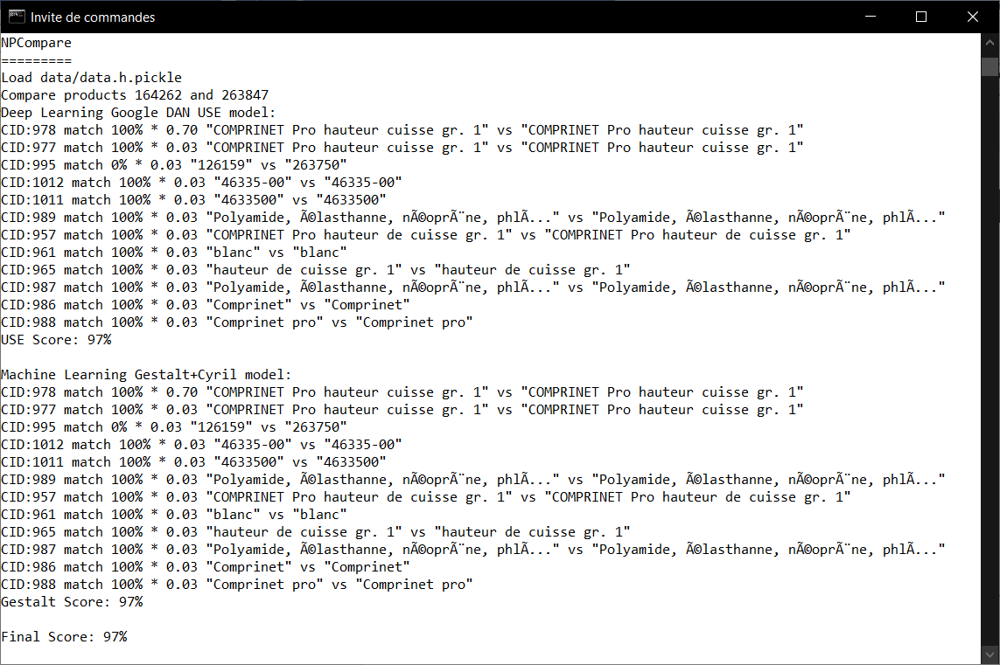 Invite de commandes
NPCompare
=========
Load data/data.h.pickle
Compare products 164262 and 263847
Deep Learning Google DAN USE model:
CID:978 match 100% * 0.70 "COMPRINET Pro hauteur cuisse gr. 1" vs "COMPRINET Pro hauteur cuisse gr. 1"
CID:977 match 100% * 0.03 "COMPRINET Pro hauteur cuisse gr. 1" vs "COMPRINET Pro hauteur cuisse gr. 1"
CID:995 match 0% * 0.03 "126159" vs "263750"
CID:1012 match 100% * 0.03 "46335-00" vs "46335-00"
CID:1011 match 100% * 0.03 "4633500" vs "4633500"
CID:989 match 100% * 0.03 "Polyamide, Ã©lasthanne, nÃ©oprÃ¨ne, phlÃ..." vs "Polyamide, Ã©lasthanne, nÃ©oprÃ¨ne, phlÃ..."
CID:957 match 100% * 0.03 "COMPRINET Pro hauteur de cuisse gr. 1" vs "COMPRINET Pro hauteur de cuisse gr. 1"
CID:961 match 100% * 0.03 "blanc" vs "blanc"
CID:965 match 100% * 0.03 "hauteur de cuisse gr. 1" vs "hauteur de cuisse gr. 1"
CID:987 match 100% * 0.03 "Polyamide, Ã©lasthanne, nÃ©oprÃ¨ne, phlÃ..." vs "Polyamide, Ã©lasthanne, nÃ©oprÃ¨ne, phlÃ..."
CID:986 match 100% * 0.03 "Comprinet" vs "Comprinet"
CID:988 match 100% * 0.03 "Comprinet pro" vs "Comprinet pro"
USE Score: 97%

Machine Learning Gestalt+Cyril model:
CID:978 match 100% * 0.70 "COMPRINET Pro hauteur cuisse gr. 1" vs "COMPRINET Pro hauteur cuisse gr. 1"
CID:977 match 100% * 0.03 "COMPRINET Pro hauteur cuisse gr. 1" vs "COMPRINET Pro hauteur cuisse gr. 1"
CID:995 match 0% * 0.03 "126159" vs "263750"
CID:1012 match 100% * 0.03 "46335-00" vs "46335-00"
CID:1011 match 100% * 0.03 "4633500" vs "4633500"
CID:989 match 100% * 0.03 "Polyamide, Ã©lasthanne, nÃ©oprÃ¨ne, phlÃ..." vs "Polyamide, Ã©lasthanne, nÃ©oprÃ¨ne, phlÃ..."
CID:957 match 100% * 0.03 "COMPRINET Pro hauteur de cuisse gr. 1" vs "COMPRINET Pro hauteur de cuisse gr. 1"
CID:961 match 100% * 0.03 "blanc" vs "blanc"
CID:965 match 100% * 0.03 "hauteur de cuisse gr. 1" vs "hauteur de cuisse gr. 1"
CID:987 match 100% * 0.03 "Polyamide, Ã©lasthanne, nÃ©oprÃ¨ne, phlÃ..." vs "Polyamide, Ã©lasthanne, nÃ©oprÃ¨ne, phlÃ..."
CID:986 match 100% * 0.03 "Comprinet" vs "Comprinet"
CID:988 match 100% * 0.03 "Comprinet pro" vs "Comprinet pro"
Gestalt Score: 97%

Final Score: 97%